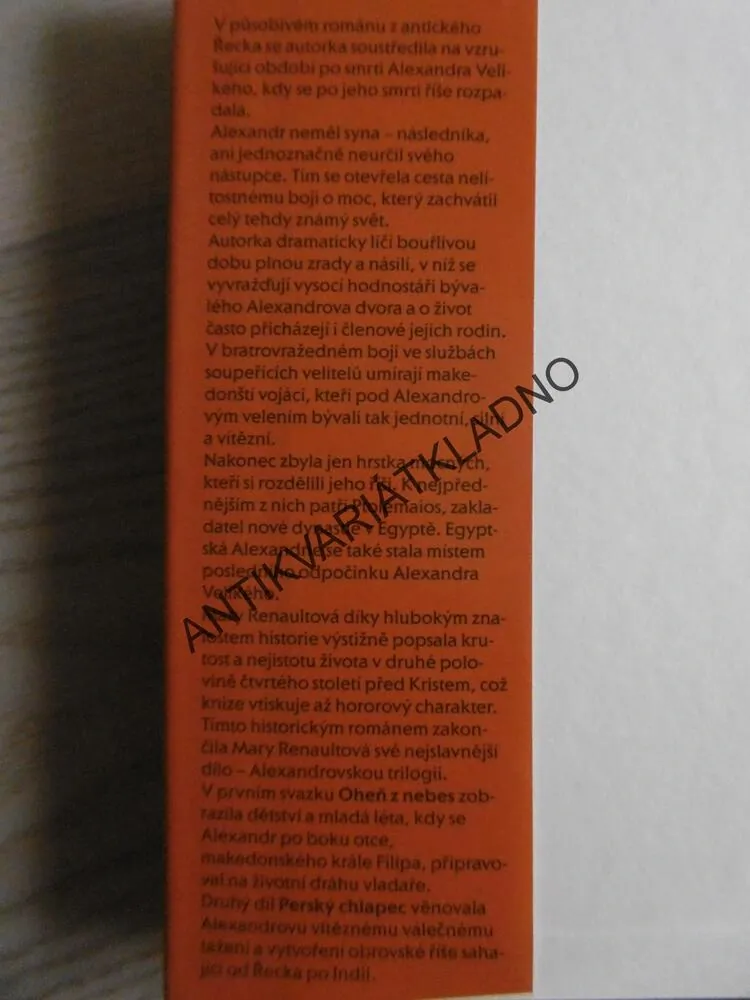 V působivém románu z antického
Řecka se autorka soustředila na vzru-
šující období po smrti Alexandra Veli-
kého, kdy se po jeho smrti říše rozpa-
dala.
Alexandr neměl syna – následníka,
ani jednoznačně neurčil svého
nástupce. Tím se otevřela cesta nelí-
tostnému boji o moc, který zachvátil
celý tehdy známý svět.
Autorka dramaticky líčí bouřlivou
dobu plnou zrady a násilí, v níž se
vyvražďují vysocí hodnostáři býva-
lého Alexandrova dvora a o život
často přicházejí i členové jejich rodin.
V bratrovražedném boji ve službách
soupeřících velitelů umírají make-
donští vojáci, kteří pod Alexandro-
vým velením bývali tak jednotní, silní
a vítězní.
Nakonec zbyla jen hrstka mocných,
kteří si rozdělili jeho říši. K nejpřed-
nějším z nich patří Ptolemaios, zakla-
datel nové dynastie v Egyptě. Egypt-
ská Alexandrie se také stala místem
posledního odpočinku Alexandra
Velikého.
Mary Renaultová díky hlubokým zna-
lostem historie výstižně popsala kru-
tost a nejistotu života v druhé polo-
vině čtvrtého století před Kristem, což
knize vtiskuje až hororový charakter.
Tímto historickým románem zakon-
čila Mary Renaultová své nejslavnější
dílo – Alexandrovskou trilogii.
V prvním svazku Oheň z nebes zob-
razila dětství a mladá léta, kdy se
Alexandr po boku otce,
makedonského krále Filipa, připravo-
val na životní dráhu vladaře.
Druhý díl Perský chlapec věnovala
Alexandrovu vítěznému válečnému
tažení a vytvoření obrovské říše saha-
jící od Řecka po Indii.
ANTIKVARIÁTKLADNO